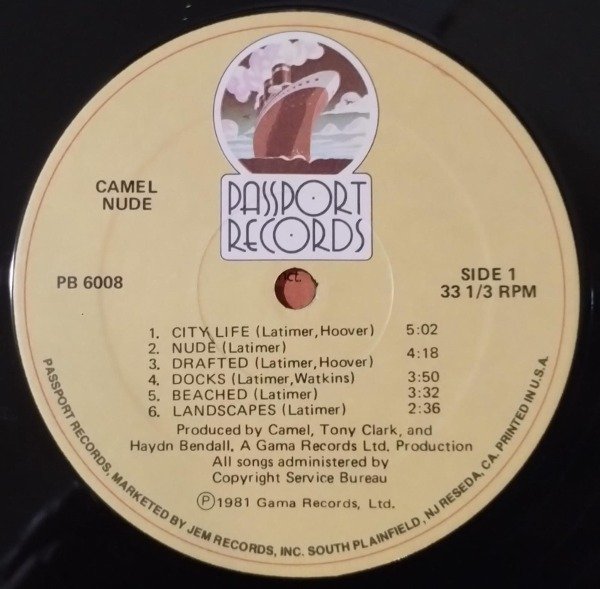 PASSPORT
RECORDS
CAMEL
NUDE
PB 6008
SIDE 1
33 1/3 RPM
ct.
1. CITY LIFE (Latimer, Hoover) 5:02
2. NUDE (Latimer)
3. DRAFTED (Latimer, Hoover) 4:18
4. DOCKS (Latimer, Watkins) 3:50
5. BEACHED (Latimer) 3:32
6. LANDSCAPES (Latimer) 2:36
Produced by Camel, Tony Clark, and
Haydn Bendall, A Gama Records Ltd. Production
All songs administered by
Copyright Service Bureau
Ⓟ 1981 Gama Records, Ltd.
PASSPORT RECORDS, MARKETED BY JEM RECORDS, INC. SOUTH PLAINFIELD, NJ RESEDA, CA. PRINTED IN U.S.A.